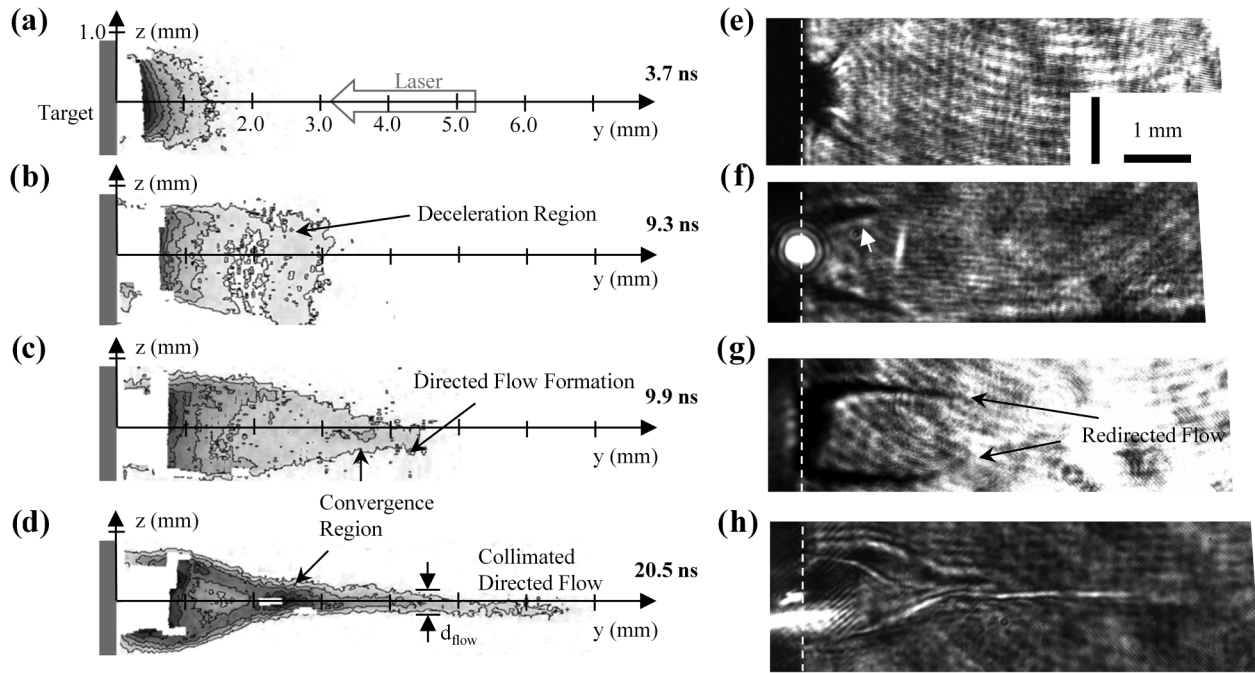 (a)
z (mm)
1.0
3.7 ns
Laser
Target
2.0 3.0 4.0 5.0 6.0
y (mm)
(b)
z (mm)
Deceleration Region
9.3 ns
y (mm)
(c)
z (mm)
9.9 ns
Directed Flow Formation
y (mm)
Convergence
Region
(d)
z (mm)
Collimated
Directed Flow
20.5 ns
y (mm)
dflow
(e)
1 mm
(f)
(g)
Redirected Flow
(h)